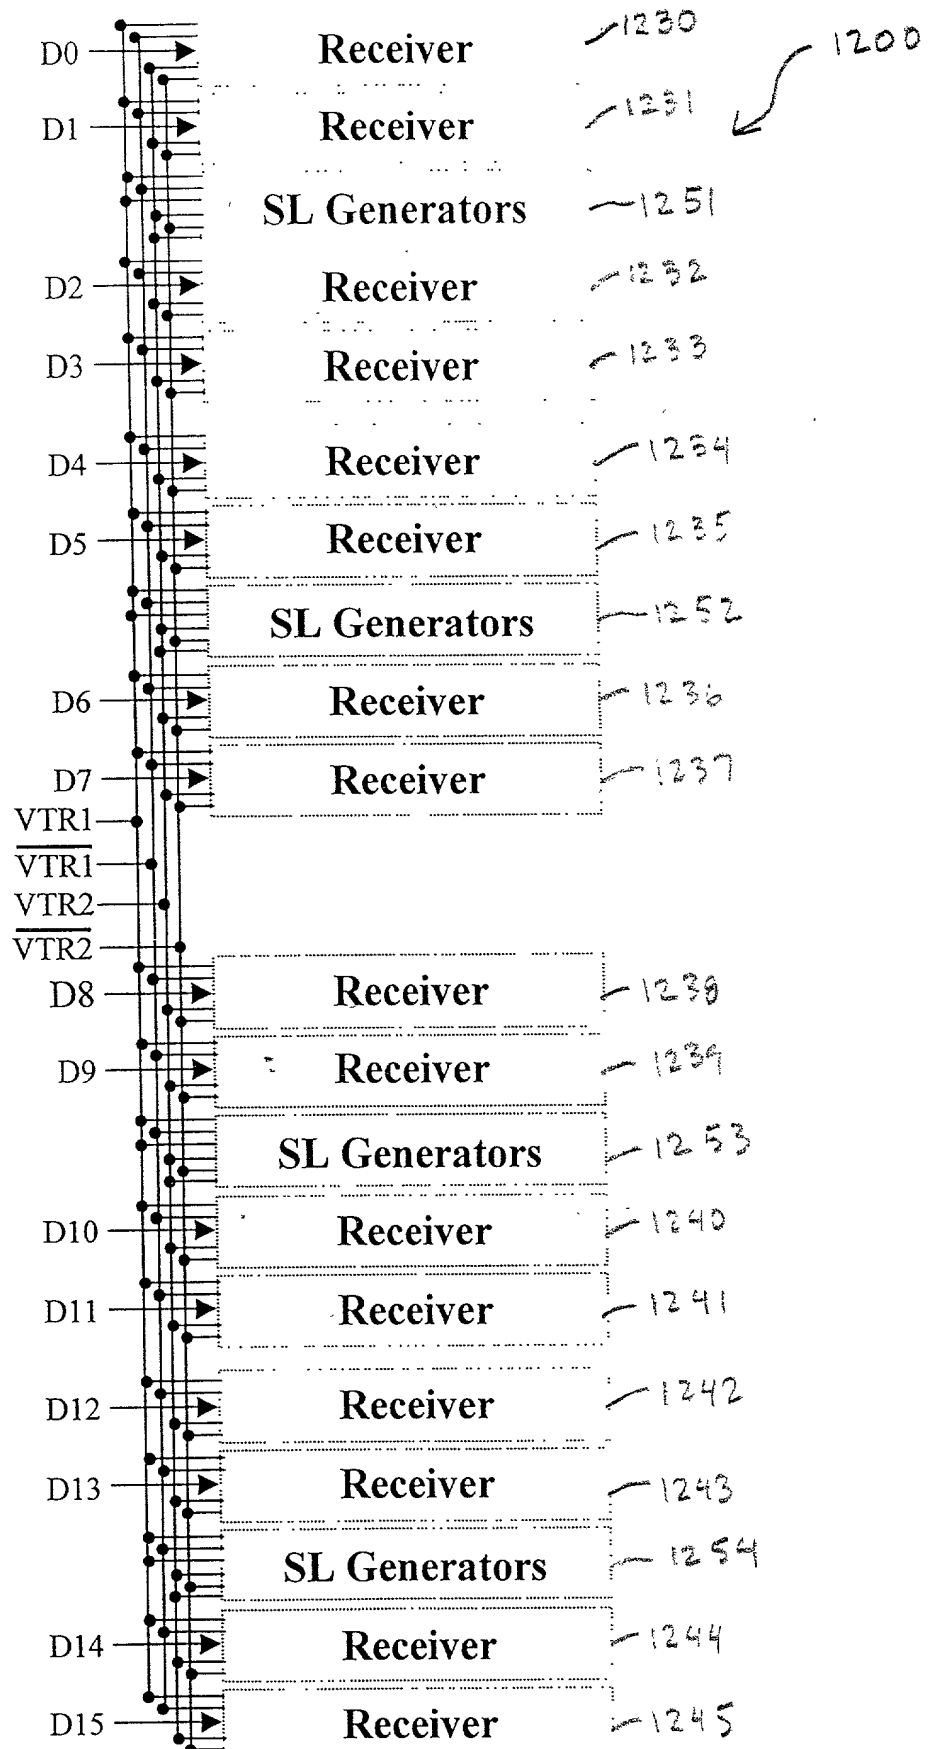 D0 Receiver 1230
1200
D1 Receiver 1231
SL Generators 1251
D2 Receiver 1232
D3 Receiver 1233
D4 Receiver 1234
D5 Receiver 1235
SL Generators 1252
D6 Receiver 1236
D7 Receiver 1237
VTR1
V̅T̅R̅1̅
VTR2
V̅T̅R̅2̅
D8 Receiver 1238
D9 Receiver 1239
SL Generators 1253
D10 Receiver 1240
D11 Receiver 1241
D12 Receiver 1242
D13 Receiver 1243
SL Generators 1254
D14 Receiver 1244
D15 Receiver 1245